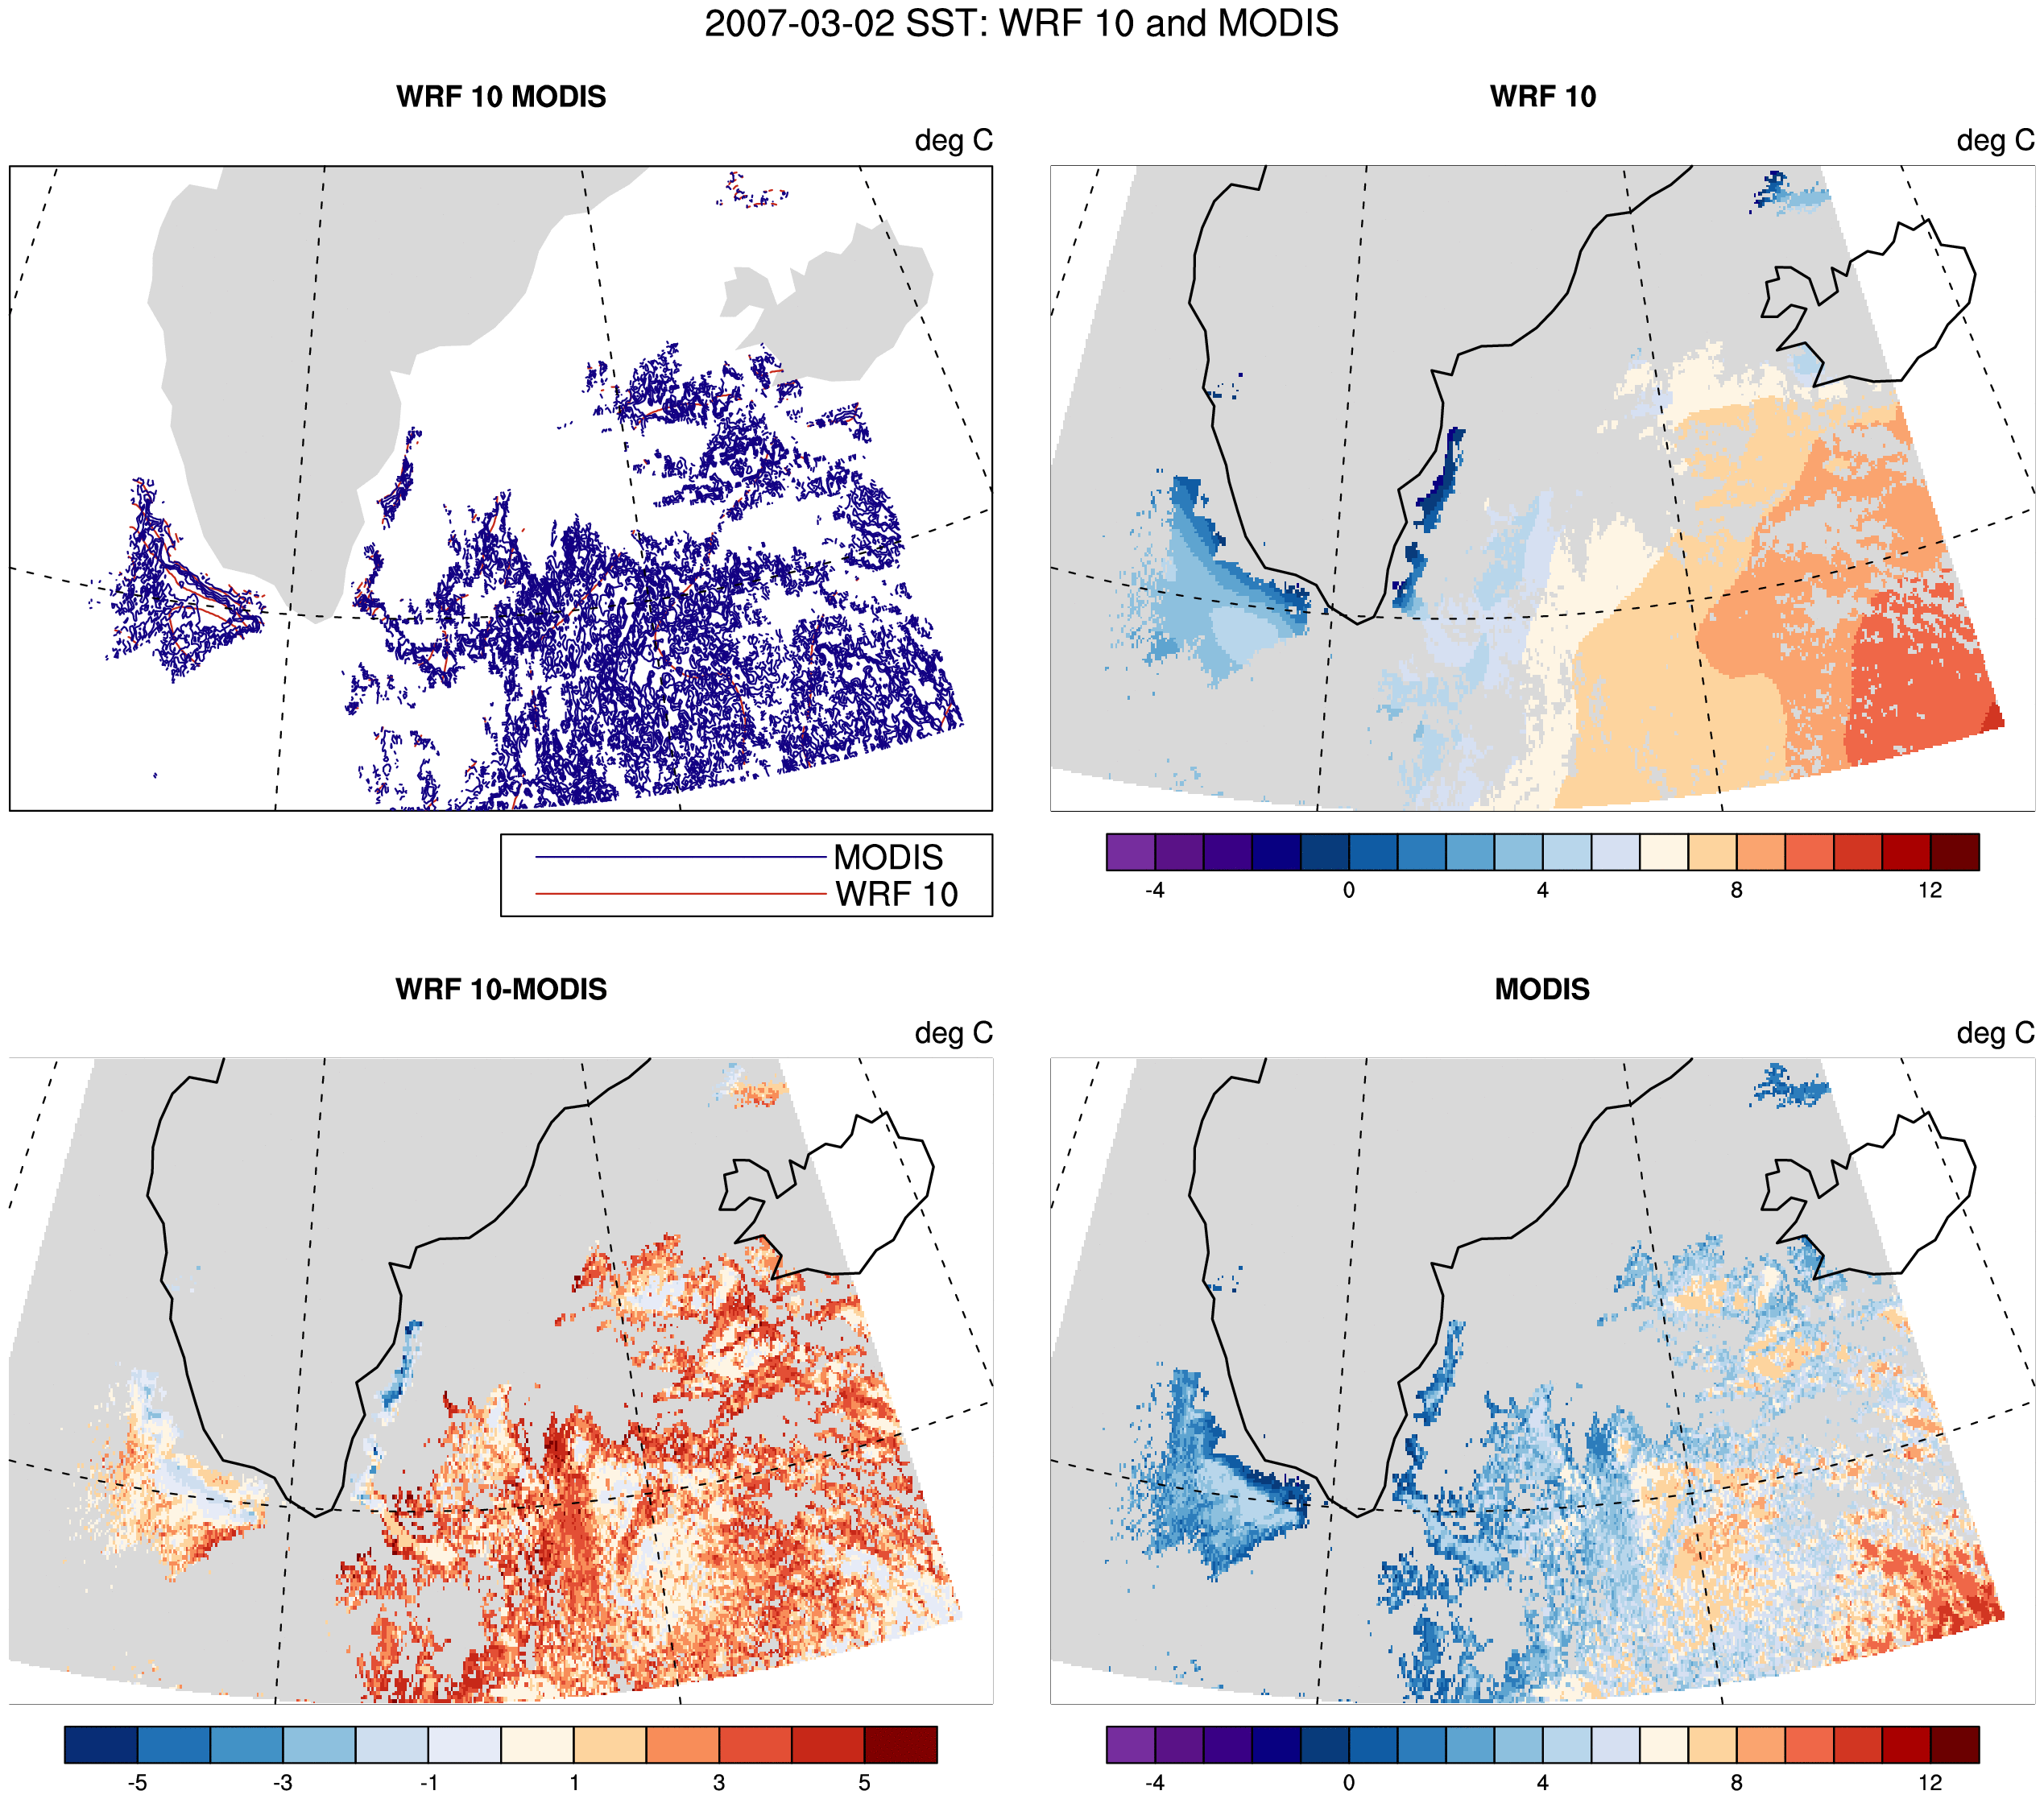 2007-03-02 SST: WRF 10 and MODIS
WRF 10 MODIS
deg C
MODIS
WRF 10
WRF 10
deg C
-4 0 4 8 12
WRF 10-MODIS
deg C
-5 -3 -1 1 3 5
MODIS
deg C
-4 0 4 8 12